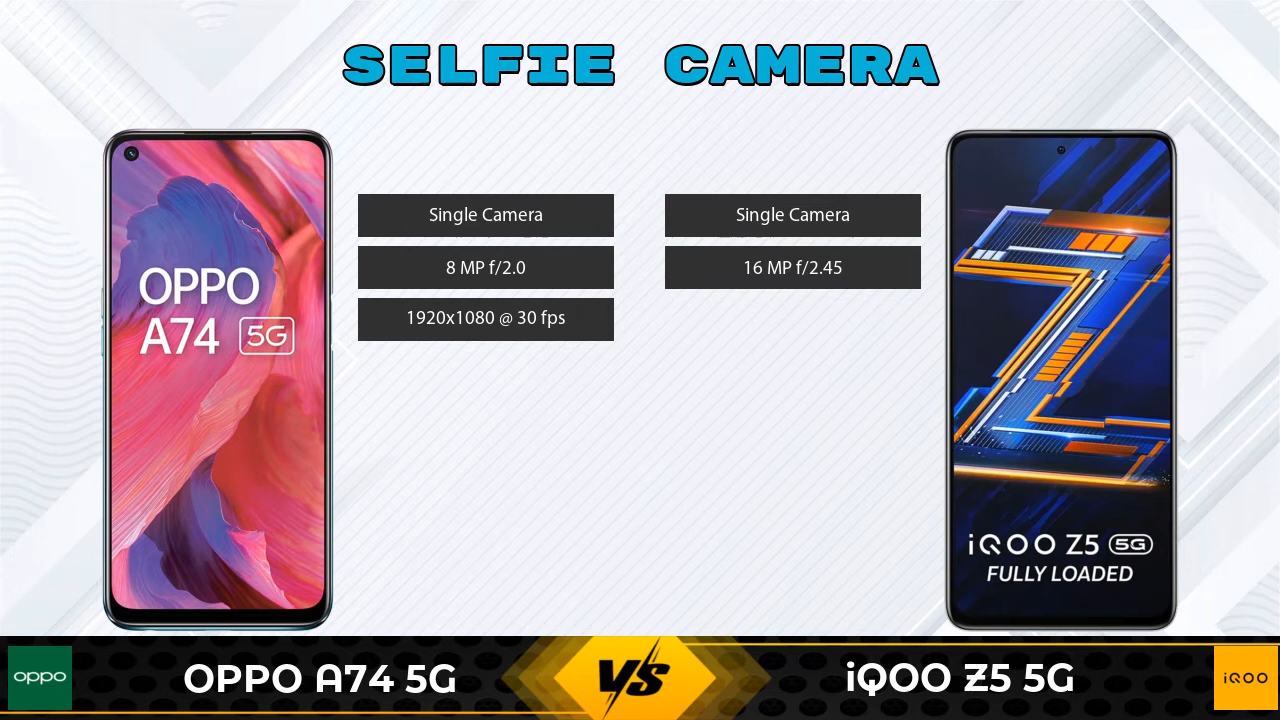 SELFIE CAMERA
OPPO
A74 5G
Single Camera
8 MP f/2.0
1920x1080 @ 30 fps
Single Camera
16 MP f/2.45
iQOO Z5 5G
FULLY LOADED
oppo
OPPO A74 5G
VS
iQOO Z5 5G
iQOO